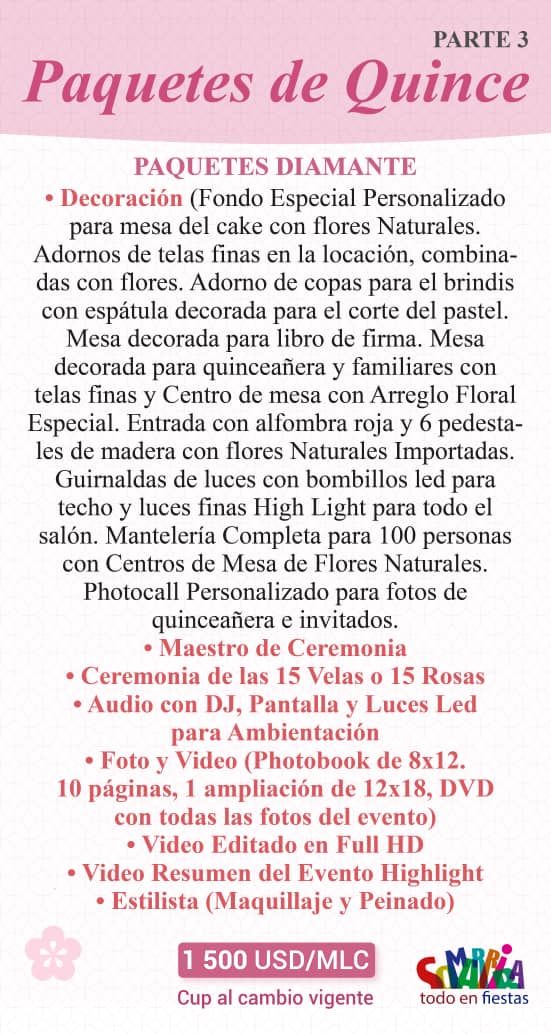 PARTE 3
Paquetes de Quince
PAQUETES DIAMANTE
• Decoración (Fondo Especial Personalizado
para mesa del cake con flores Naturales.
Adornos de telas finas en la locación, combina-
das con flores. Adorno de copas para el brindis
con espátula decorada para el corte del pastel.
Mesa decorada para libro de firma. Mesa
decorada para quinceañera y familiares con
telas finas y Centro de mesa con Arreglo Floral
Especial. Entrada con alfombra roja y 6 pedesta-
les de madera con flores Naturales Importadas.
Guirnaldas de luces con bombillos led para
techo y luces finas High Light para todo el
salón. Mantelería Completa para 100 personas
con Centros de Mesa de Flores Naturales.
Photocall Personalizado para fotos de
quinceañera e invitados.
• Maestro de Ceremonia
• Ceremonia de las 15 Velas o 15 Rosas
• Audio con DJ, Pantalla y Luces Led
para Ambientación
• Foto y Video (Photobook de 8x12.
10 páginas, 1 ampliación de 12x18, DVD
con todas las fotos del evento)
• Video Editado en Full HD
• Video Resumen del Evento Highlight
• Estilista (Maquillaje y Peinado)
1 500 USD/MLC
Cup al cambio vigente
todo en fiestas